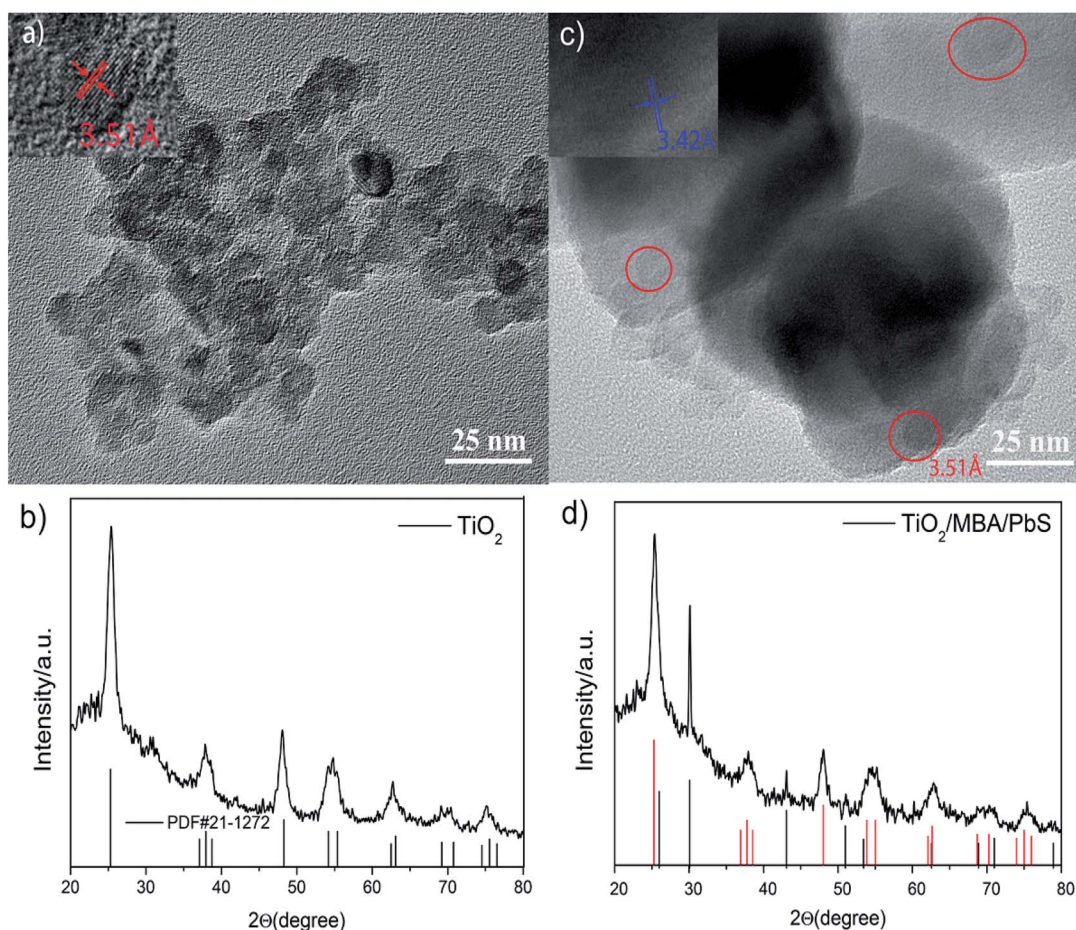 a)
3.51Å
25 nm
c)
3.42Å
3.51Å
25 nm
b)
TiO₂
PDF#21-1272
Intensity/a.u.
20 30 40 50 60 70 80
2Θ(degree)
d)
TiO₂/MBA/PbS
Intensity/a.u.
20 30 40 50 60 70 80
2Θ(degree)